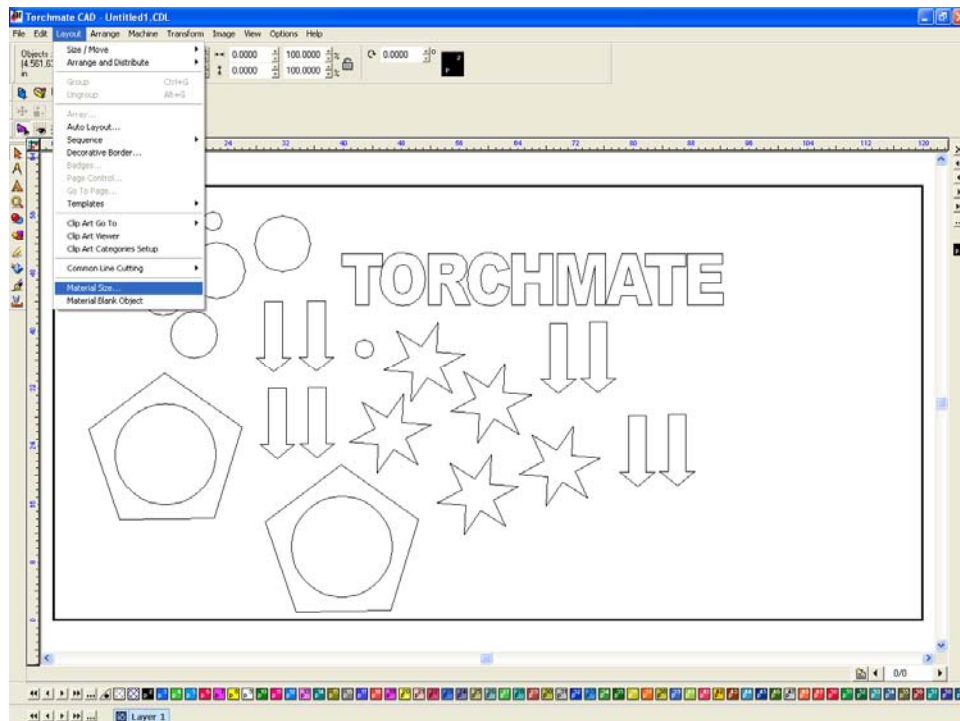 Torchmate CAD - Untitled1.CDL
File Edit Layout Arrange Machine Transform Image View Options Help
Objects
in
0.0000 100.0000 % 0.0000
0.0000 100.0000 %
Size / Move
Arrange and Distribute
Group Ctrl+G
Ungroup Alt+G
Array...
Auto Layout...
Sequence
Decorative Border...
Badges...
Page Control...
Go To Page...
Templates
Clip Art Go To
Clip Art Viewer
Clip Art Categories Setup
Common Line Cutting
Material Size...
Material Blank Object
24 32 40 48 56 64 72 80 88 96 104 112 120
TORCHMATE
0/0
Layer 1